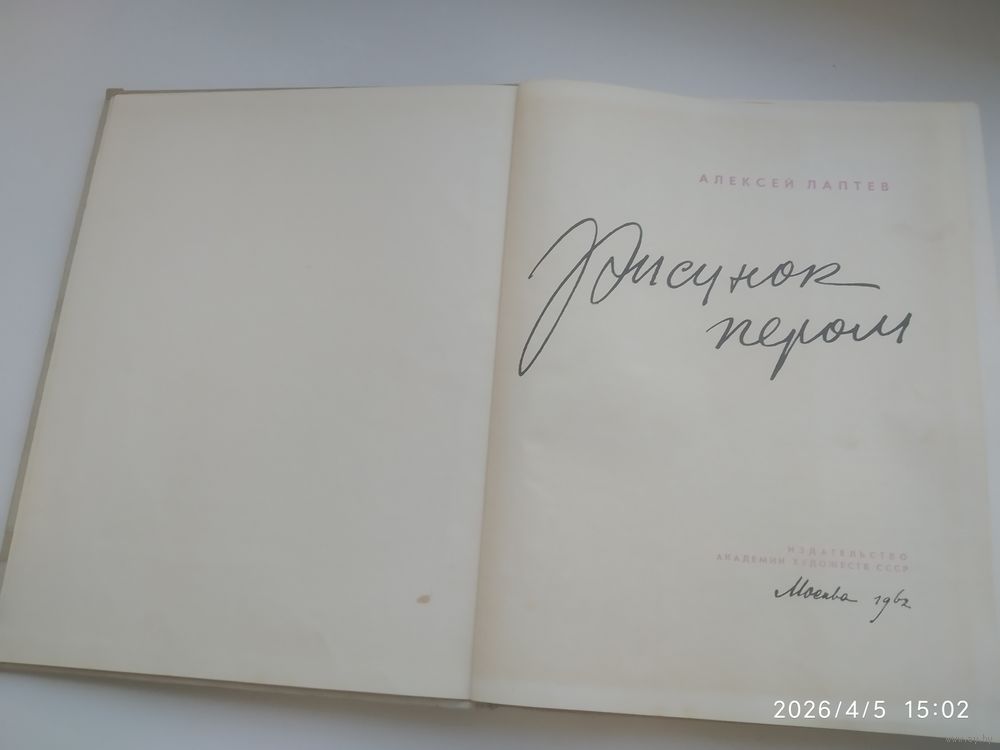 АЛЕКСЕЙ ЛАПТЕВ
Рисунок
пером
ИЗДАТЕЛЬСТВО
АКАДЕМИИ ХУДОЖЕСТВ СССР
Москва 1962
2026/4/5 15:02